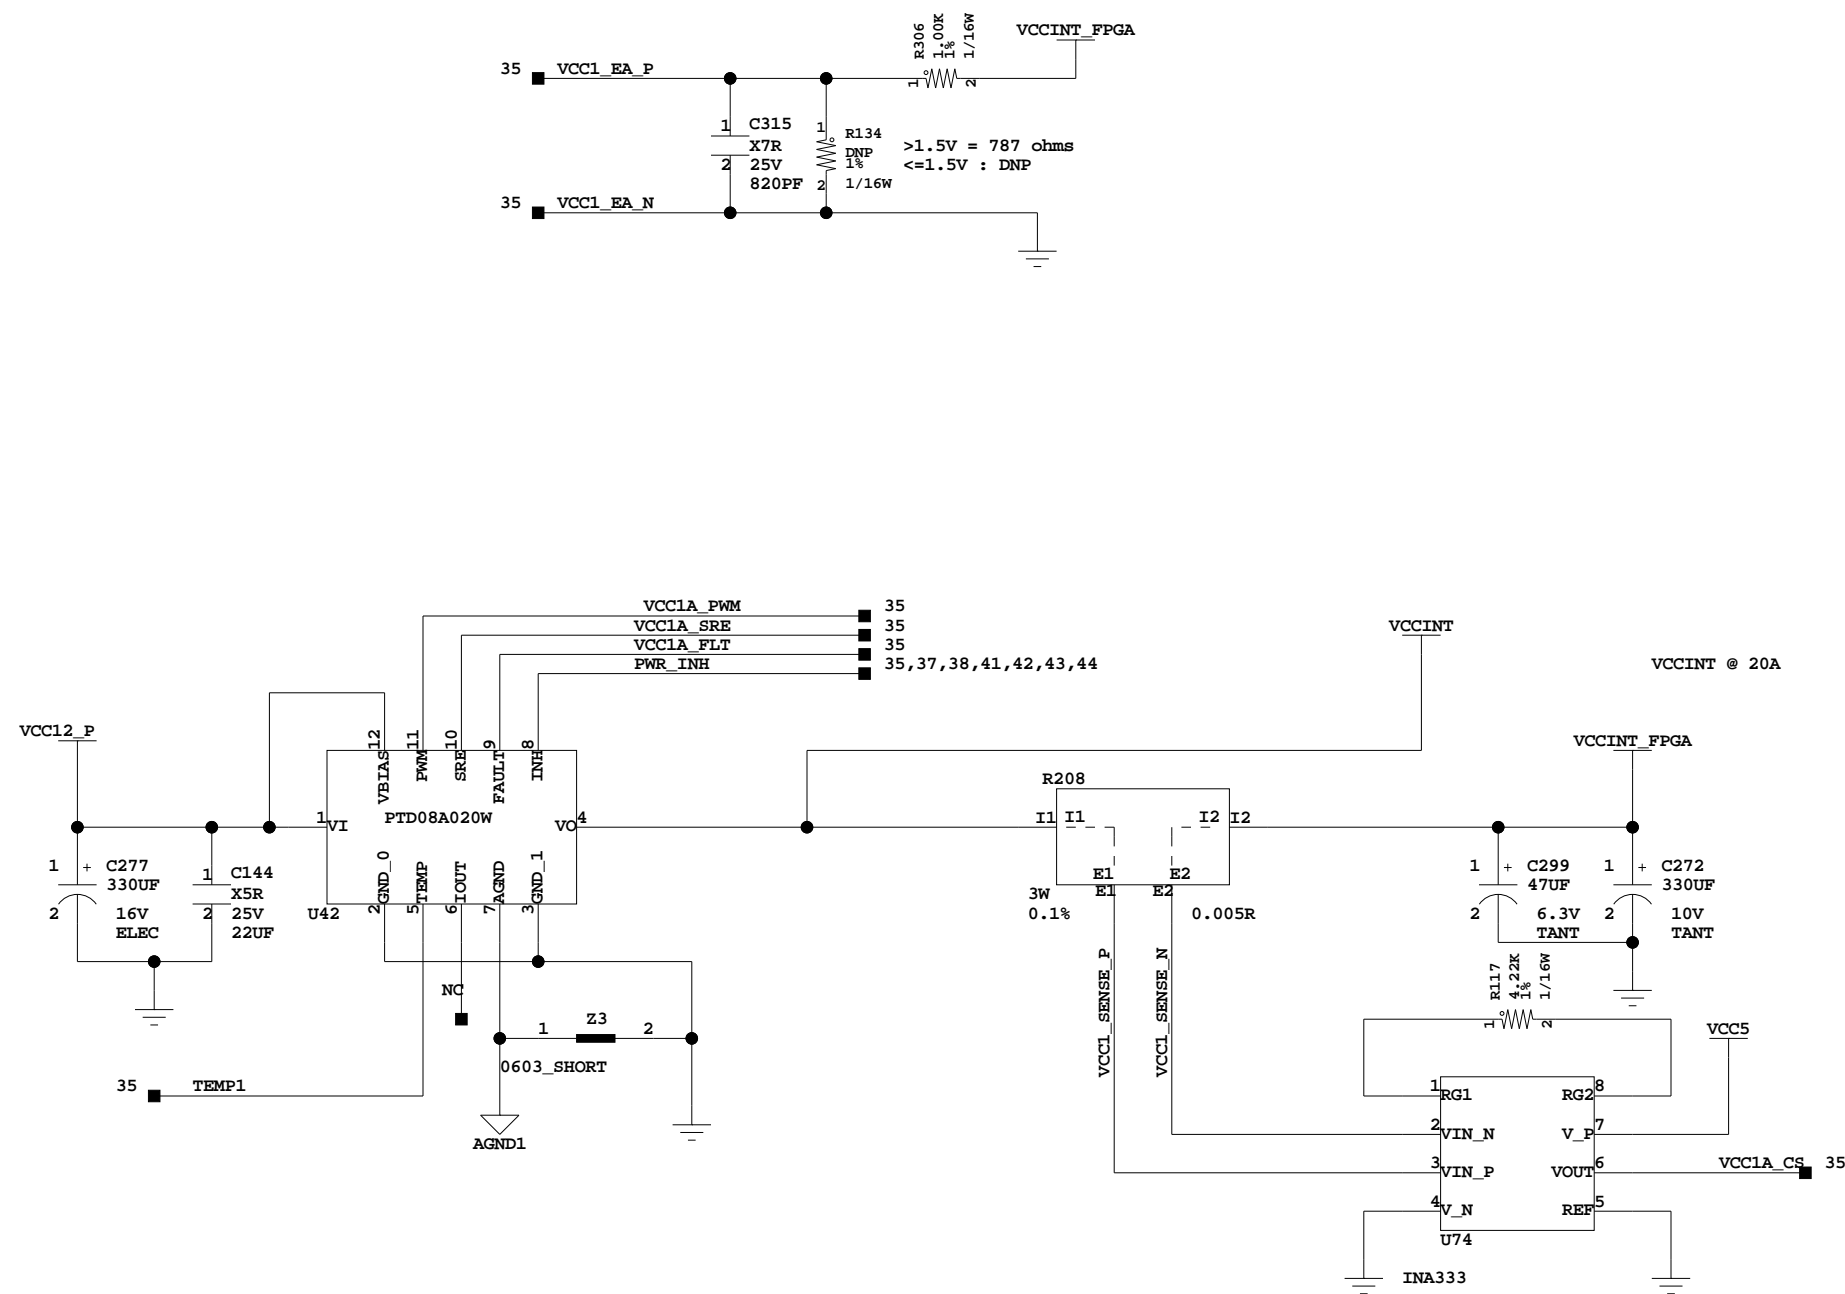 R306
1.00K
1%
1/16W
VCCINT_FPGA
35 VCC1_EA_P
1 2
1 C315
X7R
2 25V
820PF
1 R134
DNP
1%
2 1/16W
>1.5V = 787 ohms
<=1.5V : DNP
35 VCC1_EA_N
VCC1A_PWM 35
VCC1A_SRE 35
VCC1A_FLT 35
PWR_INH 35,37,38,41,42,43,44
VCCINT
VCCINT @ 20A
VCC12_P
VCCINT_FPGA
12 11 10 9 8
VBIAS PWM SRE FAULT INH
PTD08A020W
1 VI
VO 4
GND_0 TEMP IOUT AGND GND_1
2 5 6 7 3
U42
1 + C277
330UF
2 16V
ELEC
1 C144
X5R
2 25V
22UF
R208
I1 I1 I2 I2
E1 E2
E1 E2
3W
0.1%
0.005R
1 + C299
47UF
2 6.3V
TANT
1 + C272
330UF
2 10V
TANT
NC
1 Z3 2
0603_SHORT
35 TEMP1
AGND1
VCC1_SENSE_P
VCC1_SENSE_N
R117
4.22K
1%
1/16W
1 2
VCC5
1 RG1 RG2 8
2 VIN_N V_P 7
3 VIN_P VOUT 6 VCC1A_CS 35
4 V_N REF 5
U74
INA333